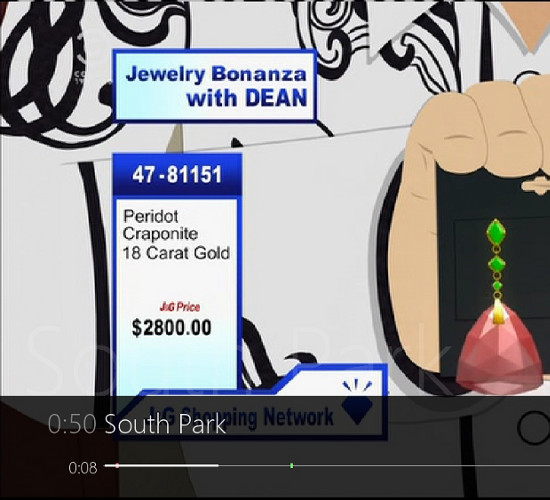 Jewelry Bonanza
with DEAN
47-81151
Peridot
Craponite
18 Carat Gold
J&G Price
$2800.00
South Park
J&G Shopping Network
0:50 South Park
0:08